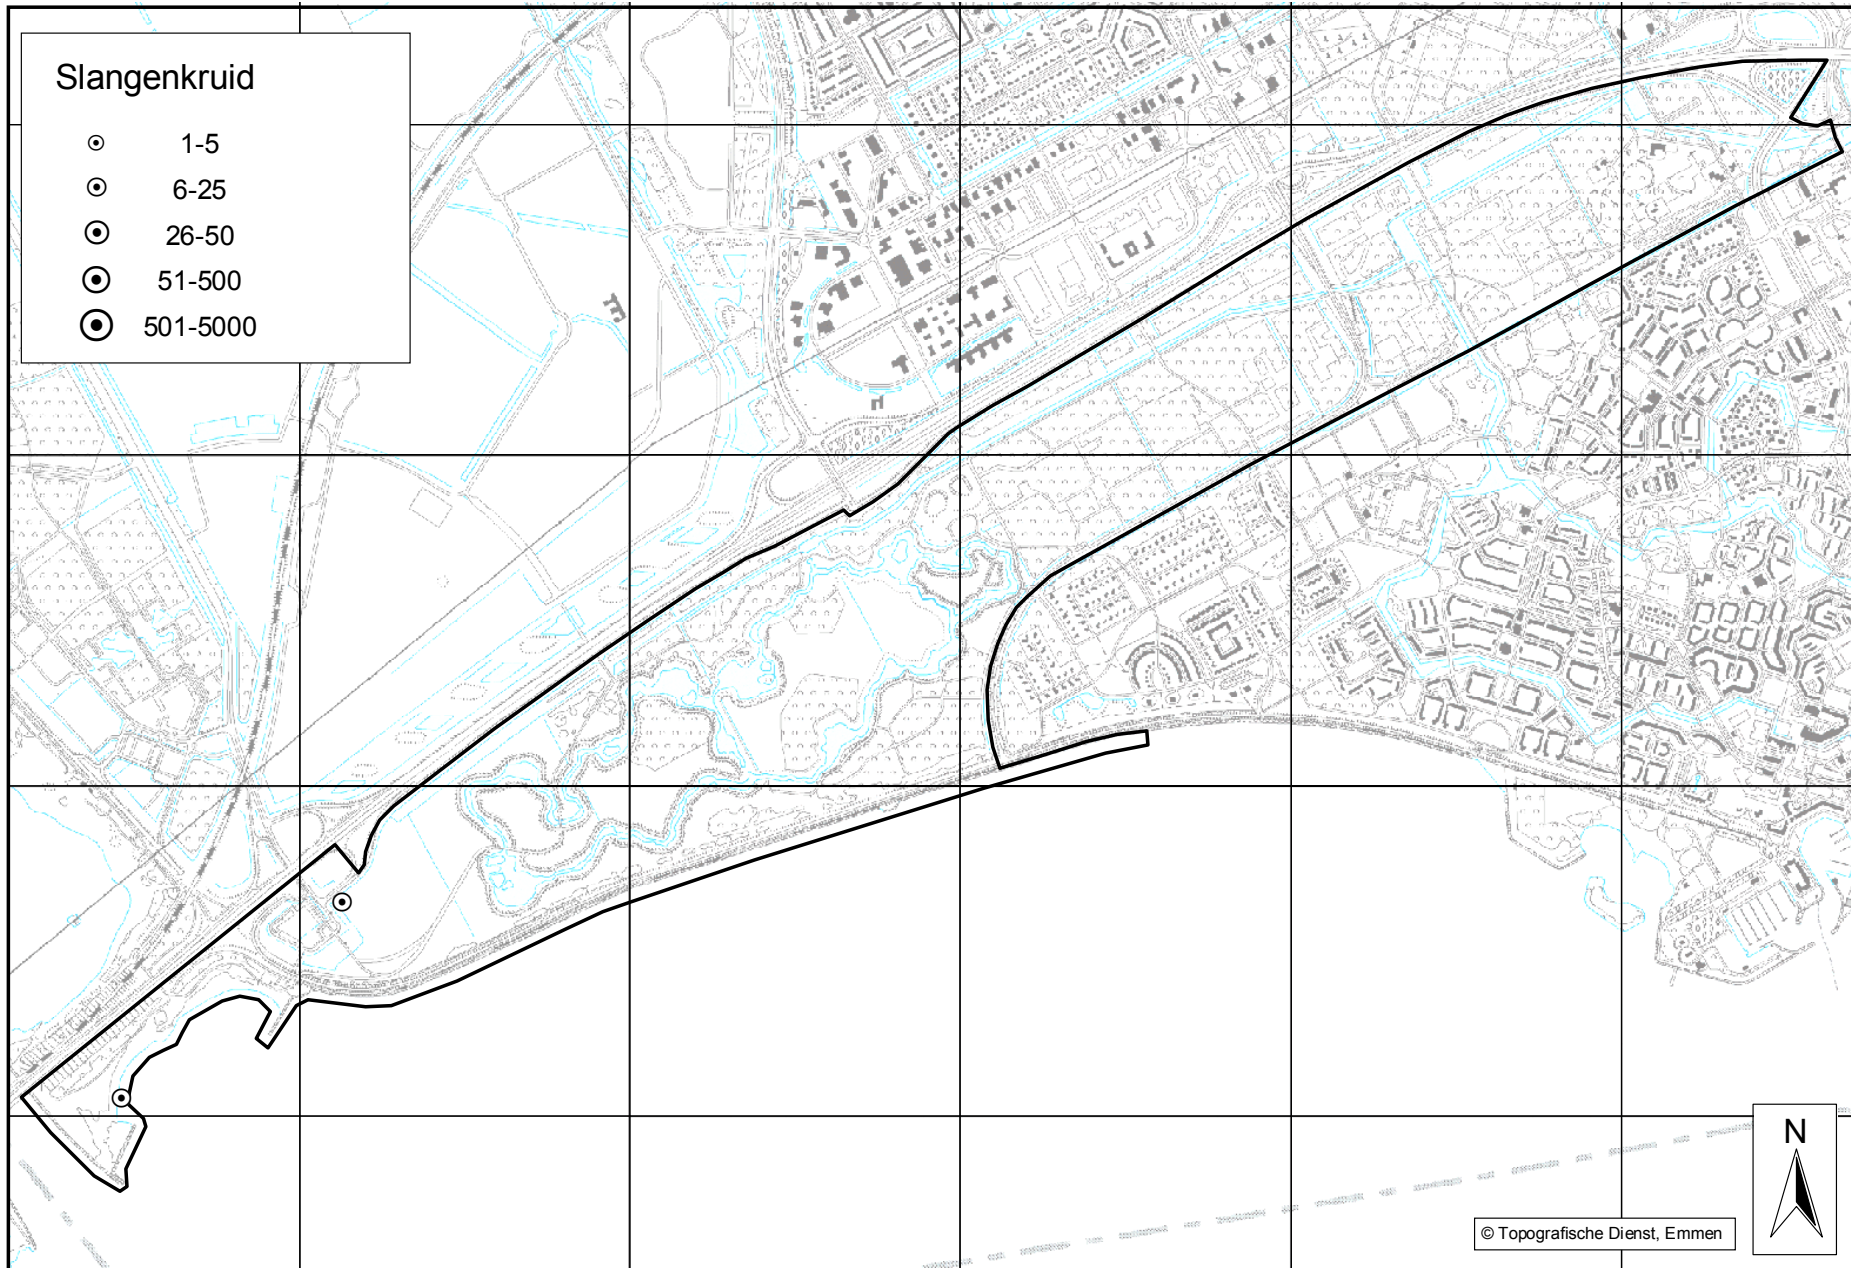 Slangenkruid
1-5
6-25
26-50
51-500
501-5000
N
© Topografische Dienst, Emmen